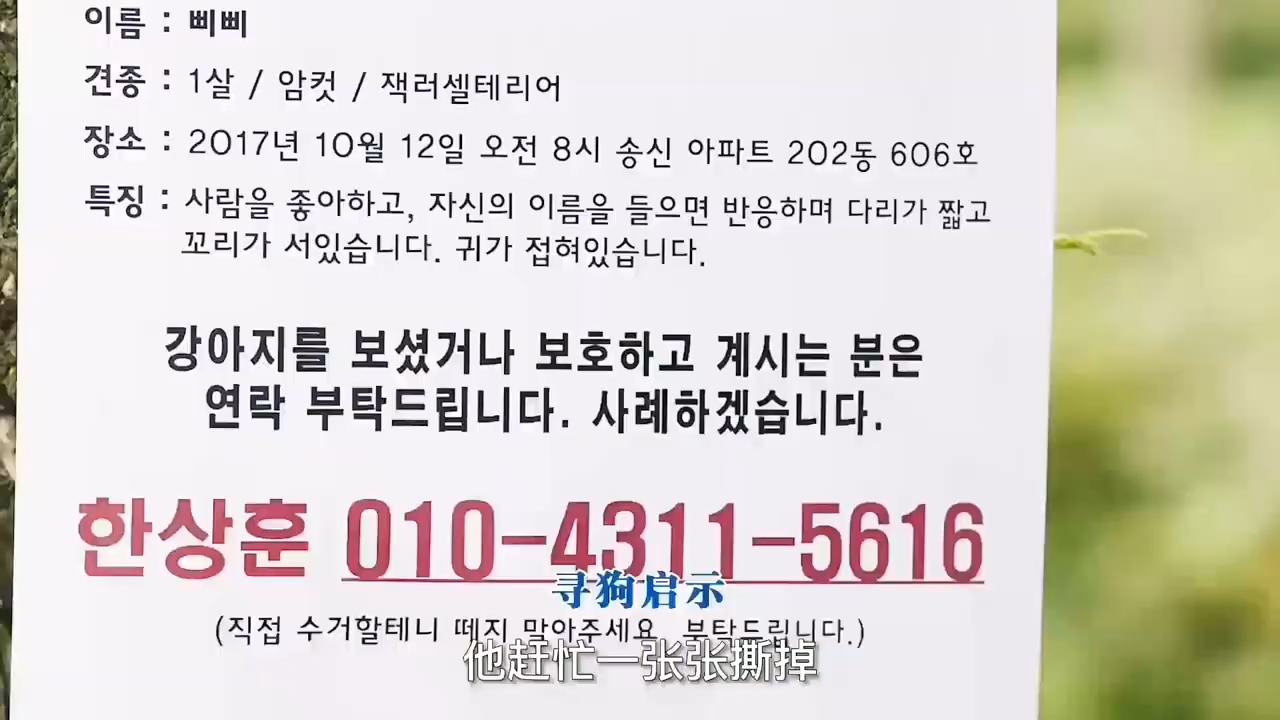 이름 : 삐삐
견종 : 1살 / 암컷 / 잭러셀테리어
장소 : 2017년 10월 12일 오전 8시 송신 아파트 202동 606호
특징 : 사람을 좋아하고, 자신의 이름을 들으면 반응하며 다리가 짧고
꼬리가 서있습니다. 귀가 접혀있습니다.
강아지를 보셨거나 보호하고 계시는 분은
연락 부탁드립니다. 사례하겠습니다.
한상훈 010-4311-5616
寻狗启示
(직접 수거할테니 떼지 말아주세요. 부탁드립니다.)
他赶忙一张张撕掉